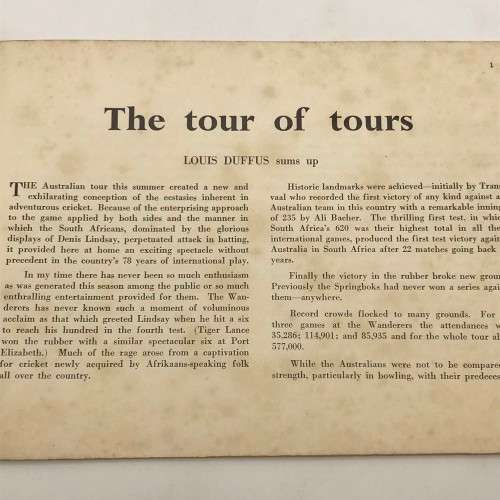 1
The tour of tours
LOUIS DUFFUS sums up
THE Australian tour this summer created a new and
exhilarating conception of the ecstasies inherent in
adventurous cricket. Because of the enterprising approach
to the game applied by both sides and the manner in
which the South Africans, dominated by the glorious
displays of Denis Lindsay, perpetuated attack in batting,
it provided here at home an exciting spectacle without
precedent in the country's 78 years of international play.
In my time there has never been so much enthusiasm
as was generated this season among the public or so much
enthralling entertainment provided for them. The Wan-
derers has never known such a moment of voluminous
acclaim as that which greeted Lindsay when he hit a six
to reach his hundred in the fourth test. (Tiger Lance
won the rubber with a similar spectacular six at Port
Elizabeth.) Much of the rage arose from a captivation
for cricket newly acquired by Afrikaans-speaking folk
all over the country.
Historic landmarks were achieved—initially by Trans
vaal who recorded the first victory of any kind against a
Australian team in this country with a remarkable inning
of 235 by Ali Bacher. The thrilling first test, in whic
South Africa's 620 was their highest total in all the
international games, produced the first test victory again
Australia in South Africa after 22 matches going back
years.
Finally the victory in the rubber broke new groun
Previously the Springboks had never won a series again
them—anywhere.
Record crowds flocked to many grounds. For
three games at the Wanderers the attendances w
35,286; 114,901; and 85,935 and for the whole tour al
577,000.
While the Australians were not to be compare
strength, particularly in bowling, with their predeces